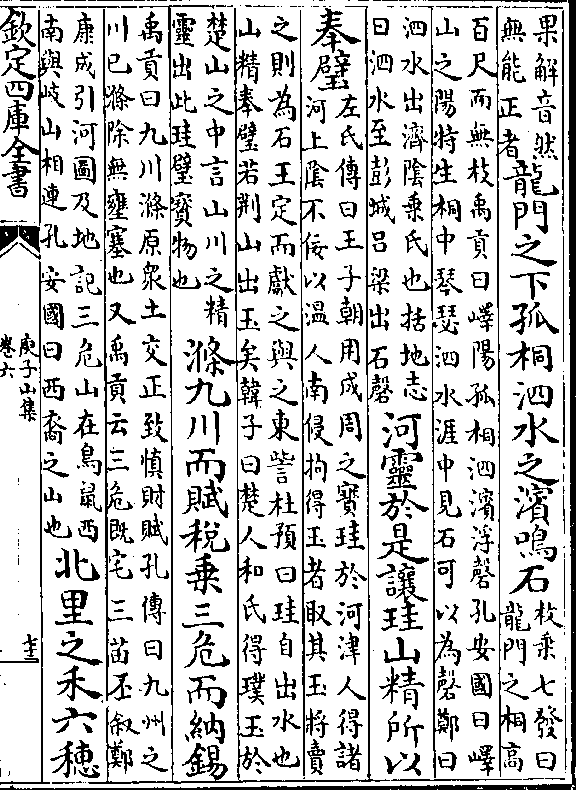 果解音然
無能正者
龍門之下孤桐泗水之濱鳴石
枚乘七發曰
龍門之桐高
百尺而無枝禹貢曰嶧陽孤桐泗濱浮磬孔安國曰嶧
山之陽特生桐中琴瑟泗水涯中見石可以為磬鄭曰
泗水出濟陰乘氏也括地志
曰泗水至彭城呂梁出石磬
河靈於是讓珪山精所以
奉璧
左氏傳曰王子朝用成周之寶珪於河津人得諸
河上陰不佞以溫人南侵拘得玉者取其玉將賣
之則為石王定而獻之與之東訾杜預曰珪自出水也
山精奉璧若荊山出玉矣韓子曰楚人和氏得璞玉於
楚山之中言山川之精
靈出此珪璧寶物也
滌九川而賦稅乘三危而納錫
禹貢曰九川滌原衆土交正致慎財賦孔傳曰九州之
川已滌除無壅塞也又禹貢云三危既宅三苗丕叙鄭
康成引河圖及地記三危山在鳥鼠西
南與岐山相連孔安國曰西裔之山也
北里之禾六穗
欽定四庫全書
庾子山集
卷六